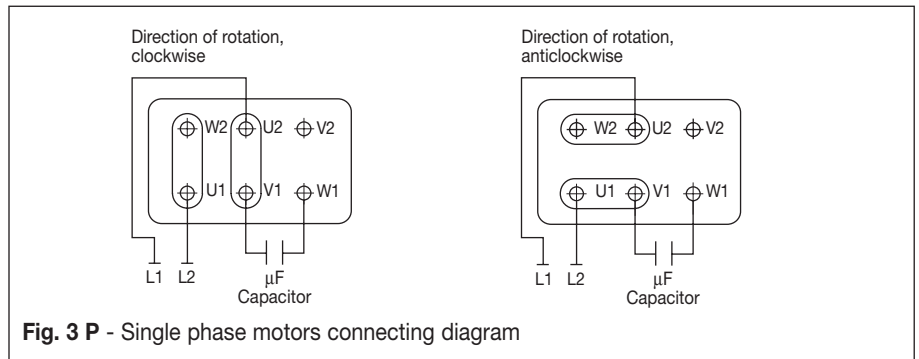 Direction of rotation,
clockwise
W2 U2 V2
U1 V1 W1
L1 L2
µF
Capacitor
Direction of rotation,
anticlockwise
W2 U2 V2
U1 V1 W1
L1 L2
µF
Capacitor
Fig. 3 P - Single phase motors connecting diagram